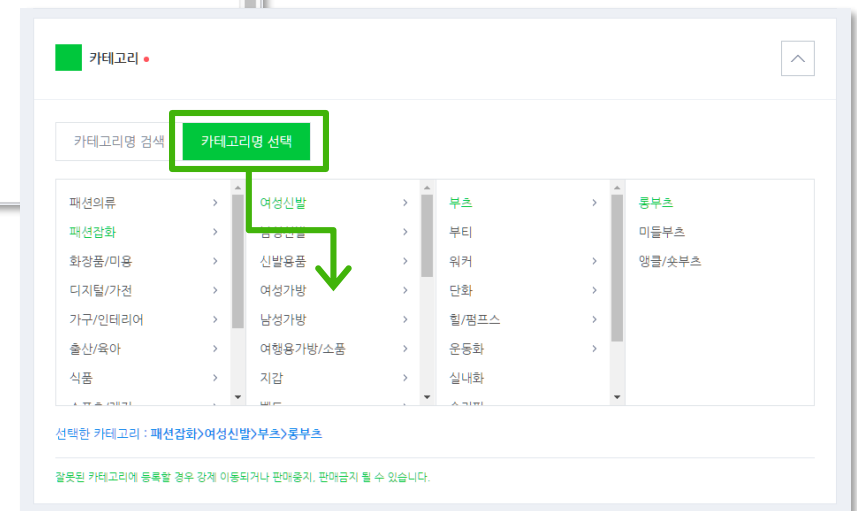 카테고리
카테고리명 검색
카테고리명 선택
패션의류
패션잡화
화장품/미용
디지털/가전
가구/인테리어
출산/육아
식품
여성신발
신발용품
여성가방
남성가방
여행용가방/소품
지갑
부츠
부티
워커
단화
힐/펌프스
운동화
실내화
롱부츠
미들부츠
앵클/숏부츠
선택한 카테고리 : 패션잡화>여성신발>부츠>롱부츠
잘못된 카테고리에 등록할 경우 강제 이동되거나 판매중지, 판매금지 될 수 있습니다.